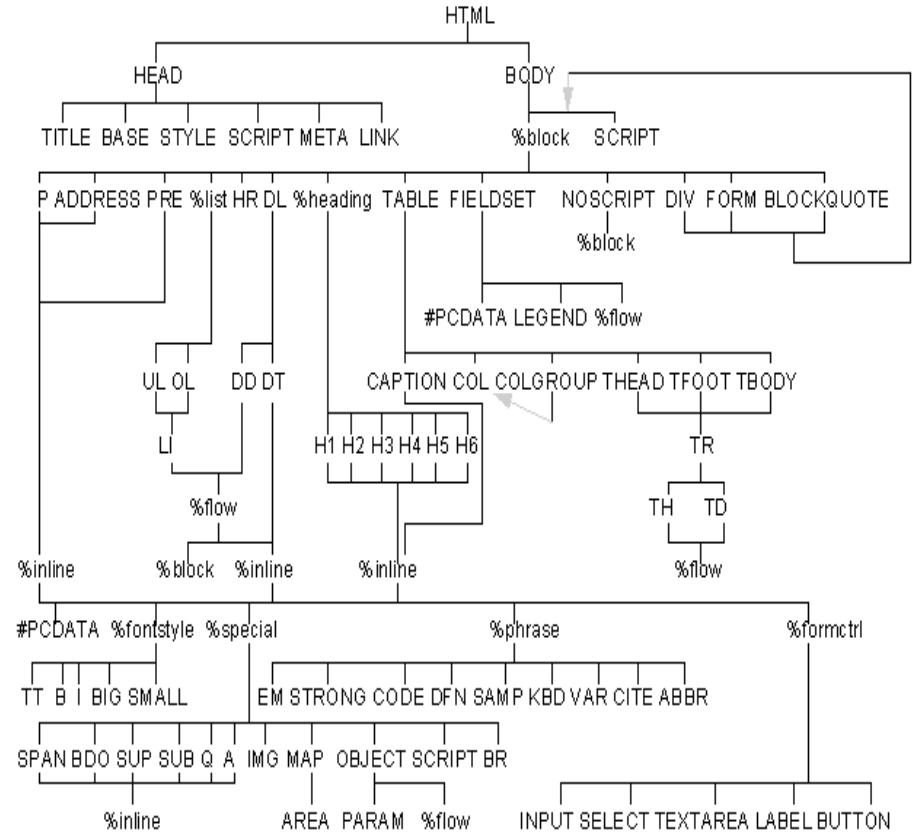 HTML
HEAD BODY
TITLE BASE STYLE SCRIPT META LINK %block SCRIPT
P ADDRESS PRE %list HR DL %heading TABLE FIELDSET NOSCRIPT DIV FORM BLOCKQUOTE
%block
#PCDATA LEGEND %flow
UL OL DD DT CAPTION COL COLGROUP THEAD TFOOT TBODY
LI H1 H2 H3 H4 H5 H6 TR
%flow TH TD
%inline %block %inline %inline %flow
#PCDATA %fontstyle %special %phrase %formctrl
TT B I BIG SMALL EM STRONG CODE DFN SAMP KBD VAR CITE ABBR
SPAN BDO SUP SUB Q A IMG MAP OBJECT SCRIPT BR
%inline AREA PARAM %flow INPUT SELECT TEXTAREA LABEL BUTTON